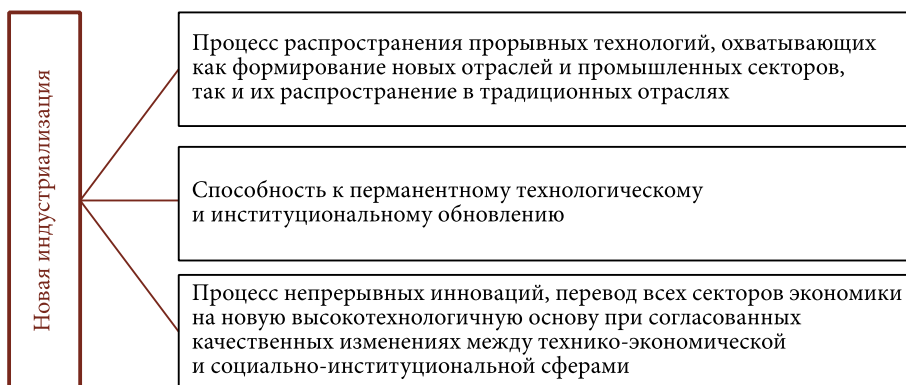 Новая индустриализация
Процесс распространения прорывных технологий, охватывающих
как формирование новых отраслей и промышленных секторов,
так и их распространение в традиционных отраслях
Способность к перманентному технологическому
и институциональному обновлению
Процесс непрерывных инноваций, перевод всех секторов экономики
на новую высокотехнологичную основу при согласованных
качественных изменениях между технико-экономической
и социально-институциональной сферами